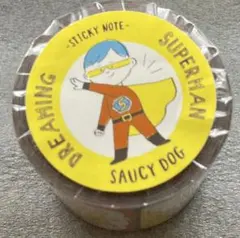 -STICKY NOTE-
DREAMING
SUPERMAN
SAUCY DOG